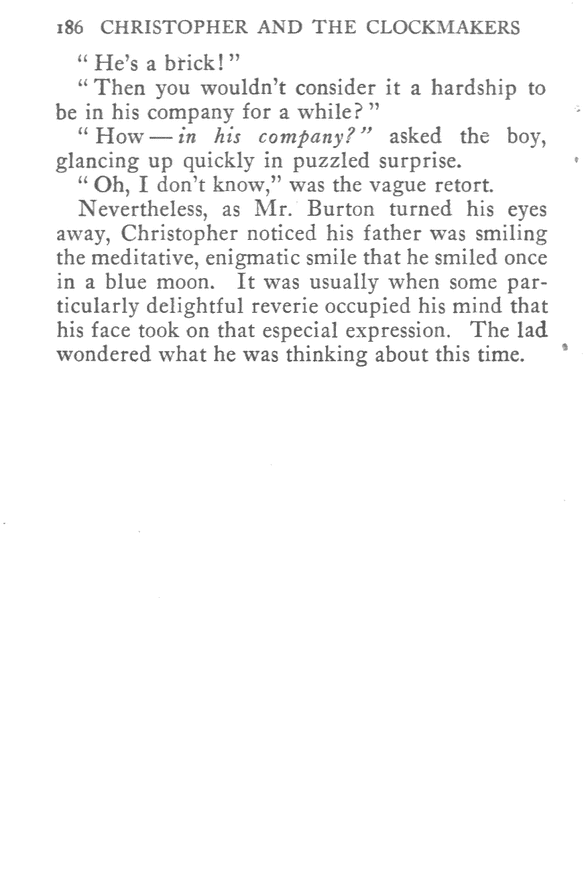 186 CHRISTOPHER AND THE CLOCKMAKERS
“ He's a brick! ”
“ Then you wouldn't consider it a hardship to
be in his company for a while? ”
“ How — in his company? ” asked the boy,
glancing up quickly in puzzled surprise.
“ Oh, I don't know,” was the vague retort.
Nevertheless, as Mr. Burton turned his eyes
away, Christopher noticed his father was smiling
the meditative, enigmatic smile that he smiled once
in a blue moon. It was usually when some par-
ticularly delightful reverie occupied his mind that
his face took on that especial expression. The lad
wondered what he was thinking about this time.